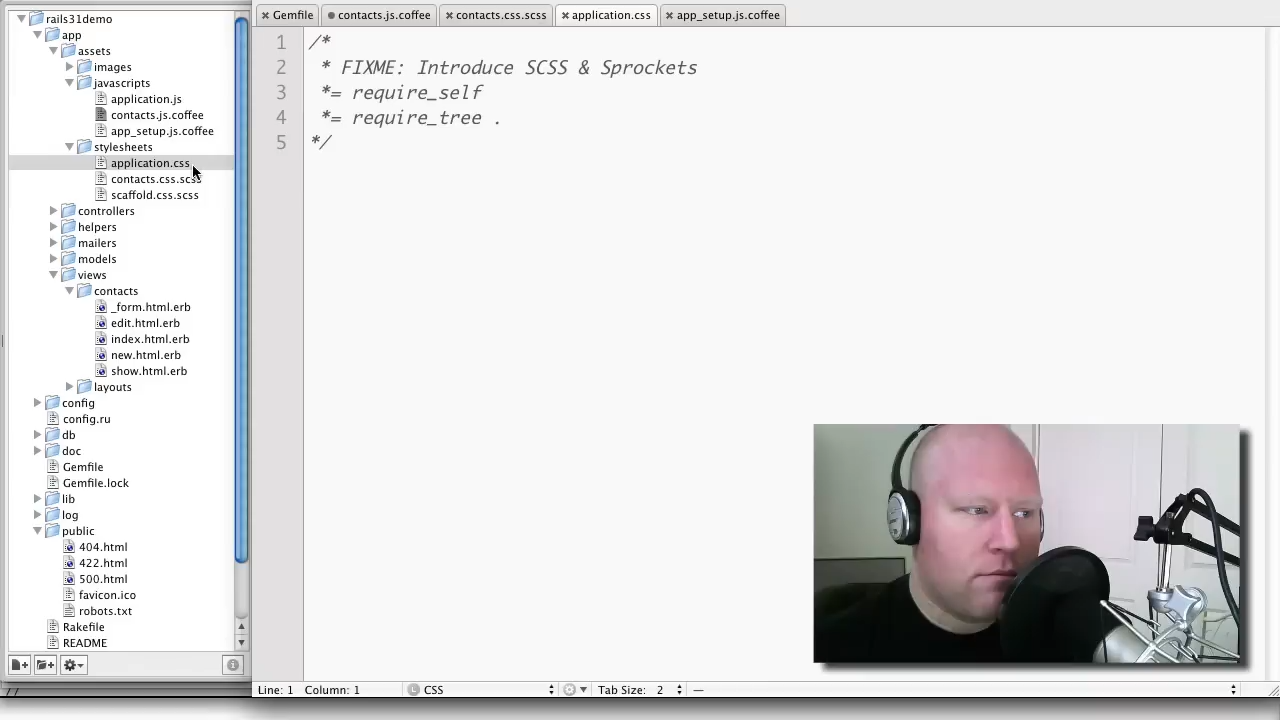 rails31demo
app
assets
images
javascripts
application.js
contacts.js.coffee
app_setup.js.coffee
stylesheets
application.css
contacts.css.scss
scaffold.css.scss
controllers
helpers
mailers
models
views
contacts
_form.html.erb
edit.html.erb
index.html.erb
new.html.erb
show.html.erb
layouts
config
config.ru
db
doc
Gemfile
Gemfile.lock
lib
log
public
404.html
422.html
500.html
favicon.ico
robots.txt
Rakefile
README
//
Gemfile contacts.js.coffee contacts.css.scss application.css app_setup.js.coffee
1 /*
2 * FIXME: Introduce SCSS & Sprockets
3 *= require_self
4 *= require_tree .
5 */
Line: 1 Column: 1 L CSS Tab Size: 2 —